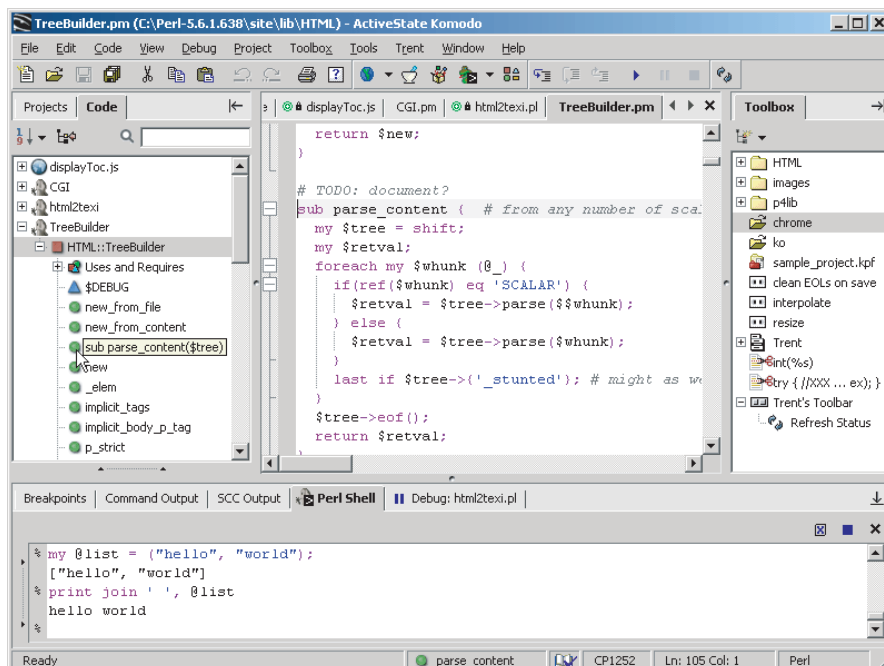 TreeBuilder.pm (C:\Perl-5.6.1.638\site\lib\HTML) - ActiveState Komodo
File Edit Code View Debug Project Toolbox Tools Trent Window Help
Projects Code
displayToc.js
CGI
html2texi
TreeBuilder
HTML::TreeBuilder
Uses and Requires
$DEBUG
new_from_file
new_from_content
sub parse_content($tree)
new
_elem
implicit_tags
implicit_body_p_tag
p_strict
e displayToc.js CGI.pm html2texi.pl TreeBuilder.pm
return $new;
}
# TODO: document?
sub parse_content { # from any number of scal
my $tree = shift;
my $retval;
foreach my $whunk (@_) {
if(ref($whunk) eq 'SCALAR') {
$retval = $tree->parse($$whunk);
} else {
$retval = $tree->parse($whunk);
}
last if $tree->('_stunted'); # might as we
}
$tree->eof();
return $retval;
Toolbox
HTML
images
p4lib
chrome
ko
sample_project.kpf
clean EOLs on save
interpolate
resize
Trent
int(%s)
try { //XXX ... ex); }
Trent's Toolbar
Refresh Status
Breakpoints Command Output SCC Output Perl Shell Debug: html2texi.pl
% my @list = ("hello", "world");
["hello", "world"]
% print join ' ', @list
hello world
%
Ready parse_content CP1252 Ln: 105 Col: 1 Perl